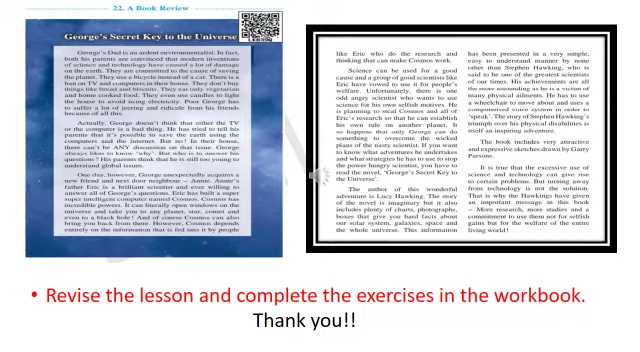 22. A Book Review
George's Secret Key to the Universe
George's Dad is an ardent environmentalist. In fact,
both his parents are convinced that modern inventions
of science and technology have caused a lot of damage
on the earth. They are committed to the cause of saving
the planet. They use a bicycle instead of a car. There is a
ban on TV and computers in their house. They don't buy
things like bread and biscuits. They eat only vegetarian
and home cooked food. They even use candles to light
the house to avoid using electricity. Poor George has
to suffer a lot of jeering and ridicule from his friends
because of all this.
Actually, George doesn't think that either the TV
or the computer is a bad thing. He has tried to tell his
parents that it's possible to save the earth using the
computers and the internet. But no! In their house,
there can't be ANY discussion on that issue. George
always likes to know 'why'. But who is to answer his
questions ? His parents think that he is still too young to
understand global issues.
One day, however, George unexpectedly acquires a
new friend and next door neighbour - Annie. Annie's
father Eric is a brilliant scientist and ever willing to
answer all of George's questions. Eric has built a super
super intelligent computer named Cosmos. Cosmos has
incredible powers. It can literally open windows on the
universe and take you to any planet, star, comet and
even to a black hole! And of course Cosmos can also
bring you back from there. However, Cosmos depends
entirely on the information that is fed into it by people
like Eric who do the research and
thinking that can make Cosmos work.
Science can be used for a good
cause and a group of good scientists like
Eric have vowed to use it for people's
welfare. Unfortunately, there is one
odd angry scientist who wants to use
science for his own selfish motives. He
is planning to steal Cosmos and all of
Eric's research so that he can establish
his own rule on another planet. It
so happens that only George can do
something to overcome the wicked
plans of the nasty scientist. If you want
to know what adventures he undertakes
and what strategies he has to use to stop
the power hungry scientist, you have to
read the novel, 'George's Secret Key to
the Universe'.
The author of this wonderful
adventure is Lucy Hawking. The story
of the novel is imaginary but it also
includes plenty of charts, photographs,
boxes that give you hard facts about
our solar system, galaxies, space and
the whole universe. This information
has been presented in a very simple,
easy to understand manner by none
other than Stephen Hawking, who is
said to be one of the greatest scientists
of our times. His achievements are all
the more astounding as he is a victim of
many physical ailments. He has to use
a wheelchair to move about and uses a
computerised voice system in order to
'speak'. The story of Stephen Hawking's
triumph over his physical disabilities is
itself an inspiring adventure.
The book includes very attractive
and expressive sketches drawn by Garry
Parsons.
It is true that the excessive use of
science and technology can give rise
to certain problems. But turning away
from technology is not the solution.
That is why the Hawkings have given
an important message in this book
- More research, more studies and a
commitment to use them not for selfish
gains but for the welfare of the entire
living world!
• Revise the lesson and complete the exercises in the workbook.
Thank you!!